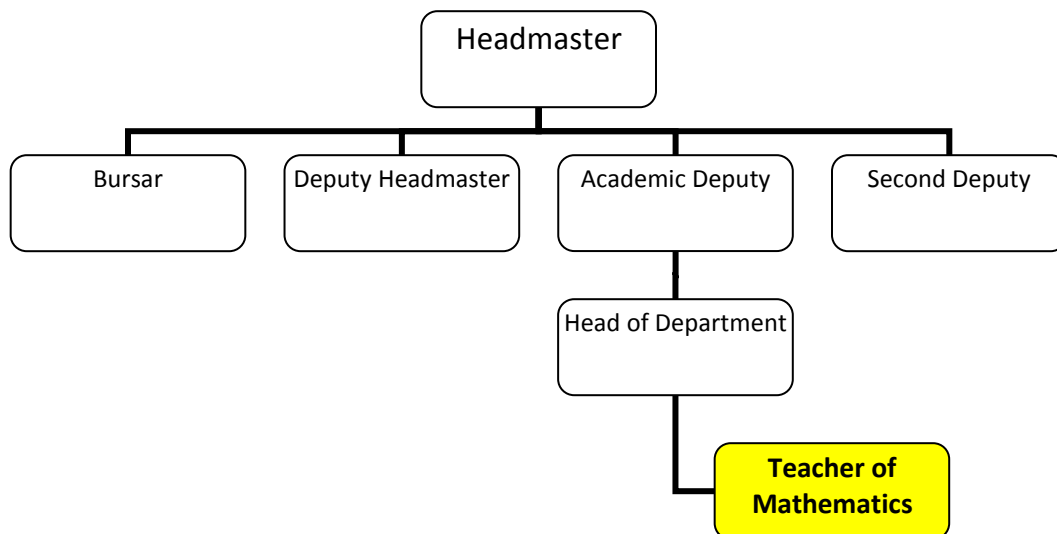 Headmaster
Bursar
Deputy Headmaster
Academic Deputy
Second Deputy
Head of Department
Teacher of
Mathematics